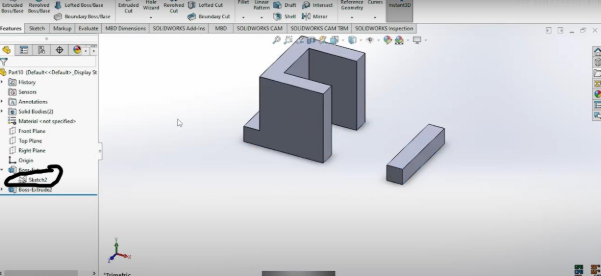 Extruded Boss/Base
Revolved Boss/Base
Lofted Boss/Base
Boundary Boss/Base
Extruded Cut
Hole Wizard
Revolved Cut
Lofted Cut
Boundary Cut
Fillet
Linear Pattern
Draft
Shell
Intersect
Mirror
Reference Geometry
Curves
Instant3D
Features Sketch Markup Evaluate MBD Dimensions SOLIDWORKS Add-Ins MBD SOLIDWORKS CAM SOLIDWORKS CAM TBM SOLIDWORKS Inspection
Part10 (Default<<Default>_Display St
History
Sensors
Annotations
Solid Bodies(2)
Material <not specified>
Front Plane
Top Plane
Right Plane
Origin
Sketch2
Boss-Extrude2
*Trimetric